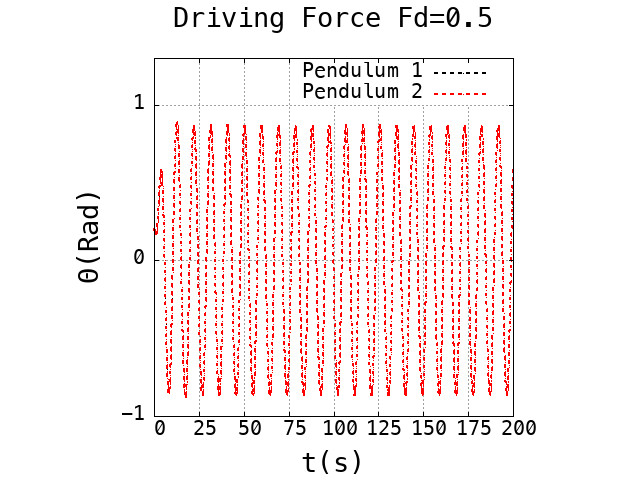 Driving Force Fd=0.5
Pendulum 1
Pendulum 2
1
0
−1
Θ(Rad)
0 25 50 75 100 125 150 175 200
t(s)